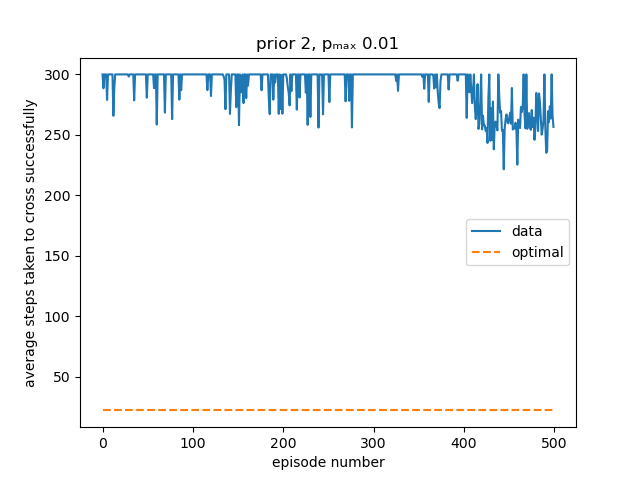 prior 2, pₘₐₓ 0.01
300
250
200
150
100
50
average steps taken to cross successfully
data
optimal
0
100
200
300
400
500
episode number